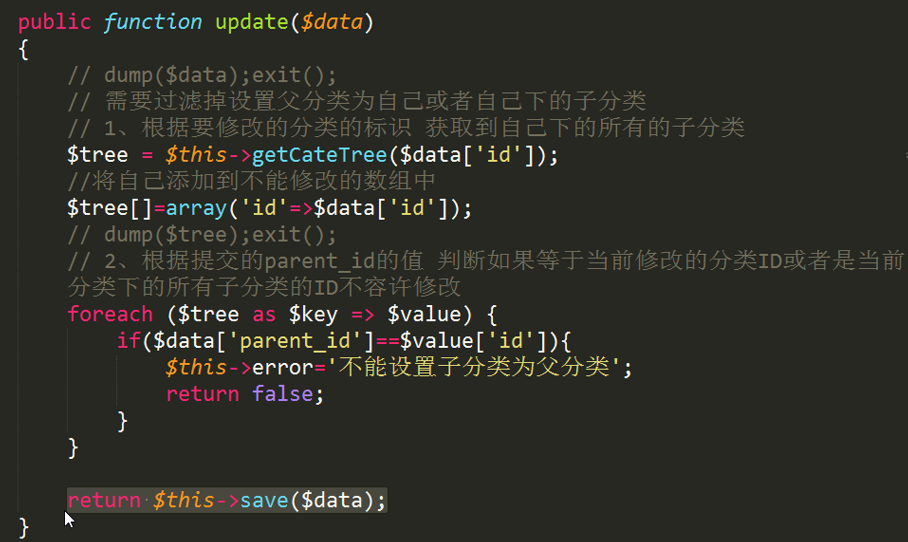 public function update($data)
{
    // dump($data);exit();
    // 需要过滤掉设置父分类为自己或者自己下的子分类
    // 1、根据要修改的分类的标识 获取到自己下的所有的子分类
    $tree = $this->getCateTree($data['id']);
    //将自己添加到不能修改的数组中
    $tree[]=array('id'=>$data['id']);
    // dump($tree);exit();
    // 2、根据提交的parent_id的值 判断如果等于当前修改的分类ID或者是当前
    分类下的所有子分类的ID不容许修改
    foreach ($tree as $key => $value) {
        if($data['parent_id']==$value['id']){
            $this->error='不能设置子分类为父分类';
            return false;
        }
    }
    return $this->save($data);
}